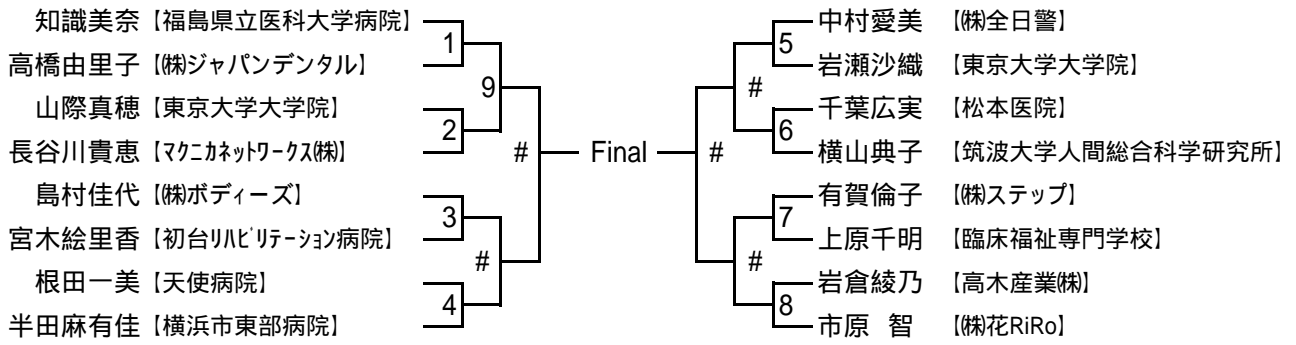 知識美奈【福島県立医科大学病院】
1
高橋由里子【㈱ジャパンデンタル】
9
山際真穂【東京大学大学院】
2
長谷川貴恵【マクニカネットワークス㈱】
#
島村佳代【㈱ボディーズ】
3
宮木絵里香【初台リハビリテーション病院】
#
根田一美【天使病院】
4
半田麻有佳【横浜市東部病院】
Final
中村愛美【㈱全日警】
5
岩瀬沙織【東京大学大学院】
#
千葉広実【松本医院】
6
横山典子【筑波大学人間総合科学研究所】
#
有賀倫子【㈱ステップ】
7
上原千明【臨床福祉専門学校】
#
岩倉綾乃【高木産業㈱】
8
市原 智【㈱花RiRo】